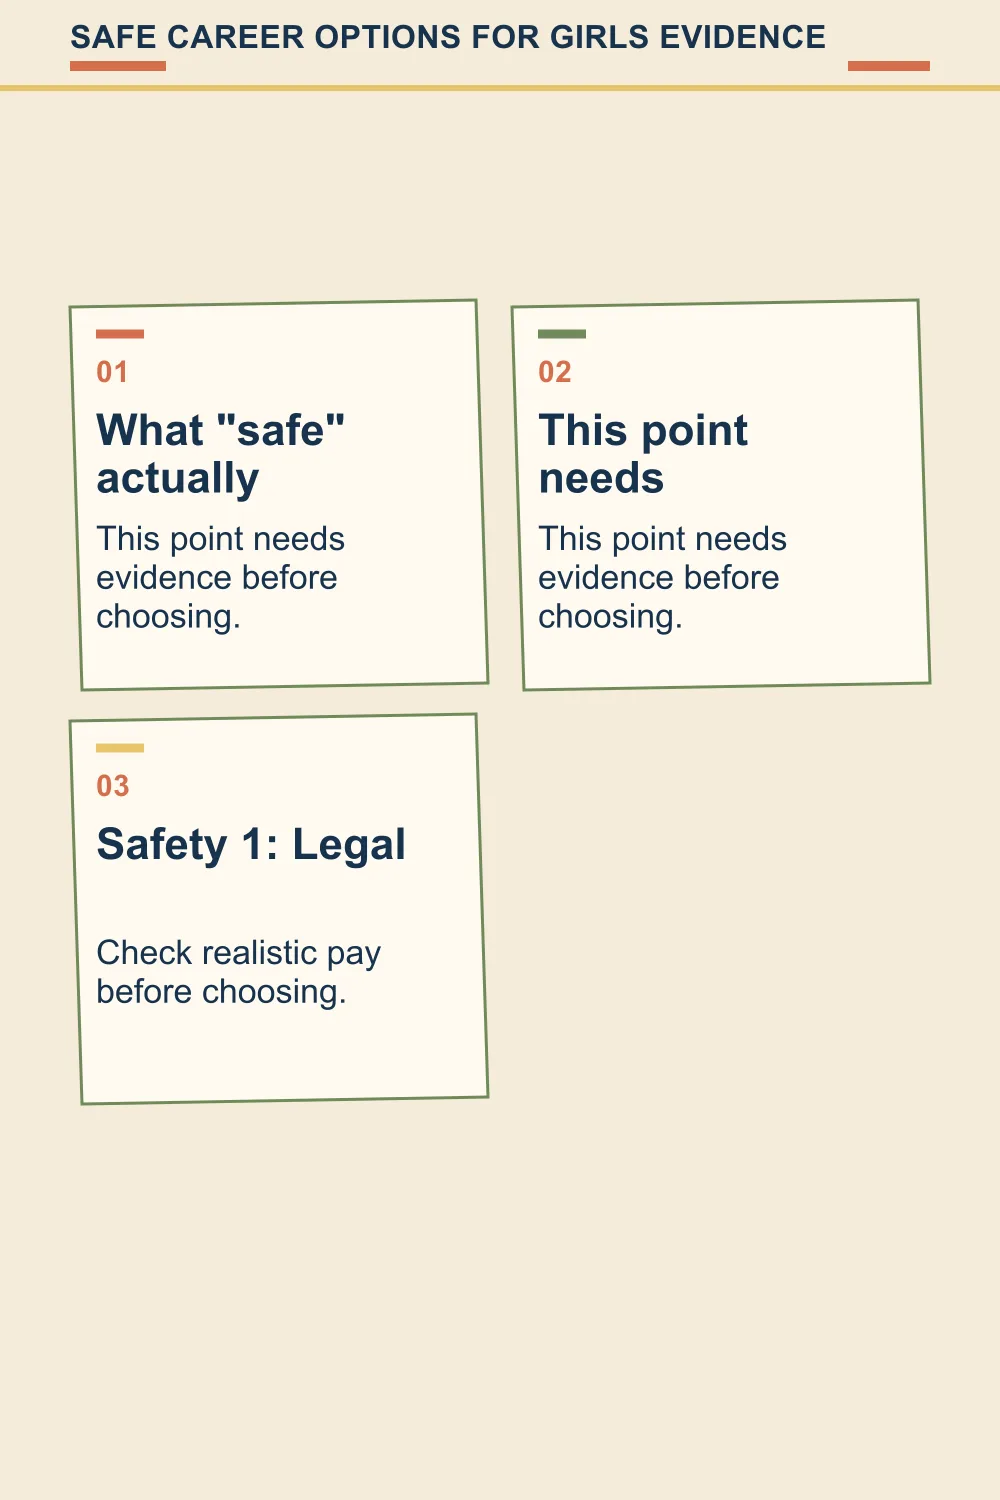 SAFE CAREER OPTIONS FOR GIRLS EVIDENCE
01
What "safe"
actually
This point needs
evidence before
choosing.
02
This point
needs
This point needs
evidence before
choosing.
03
Safety 1: Legal
Check realistic pay
before choosing.